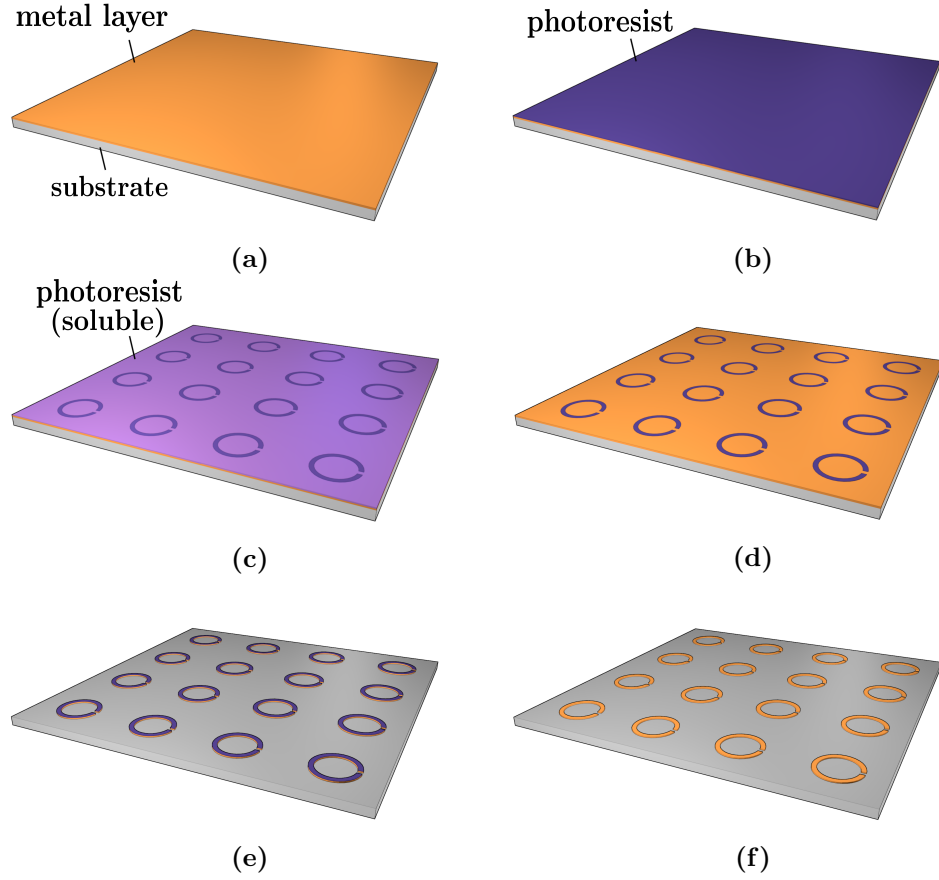 metal layer
substrate
(a)
photoresist
(b)
photoresist
(soluble)
(c)
(d)
(e)
(f)